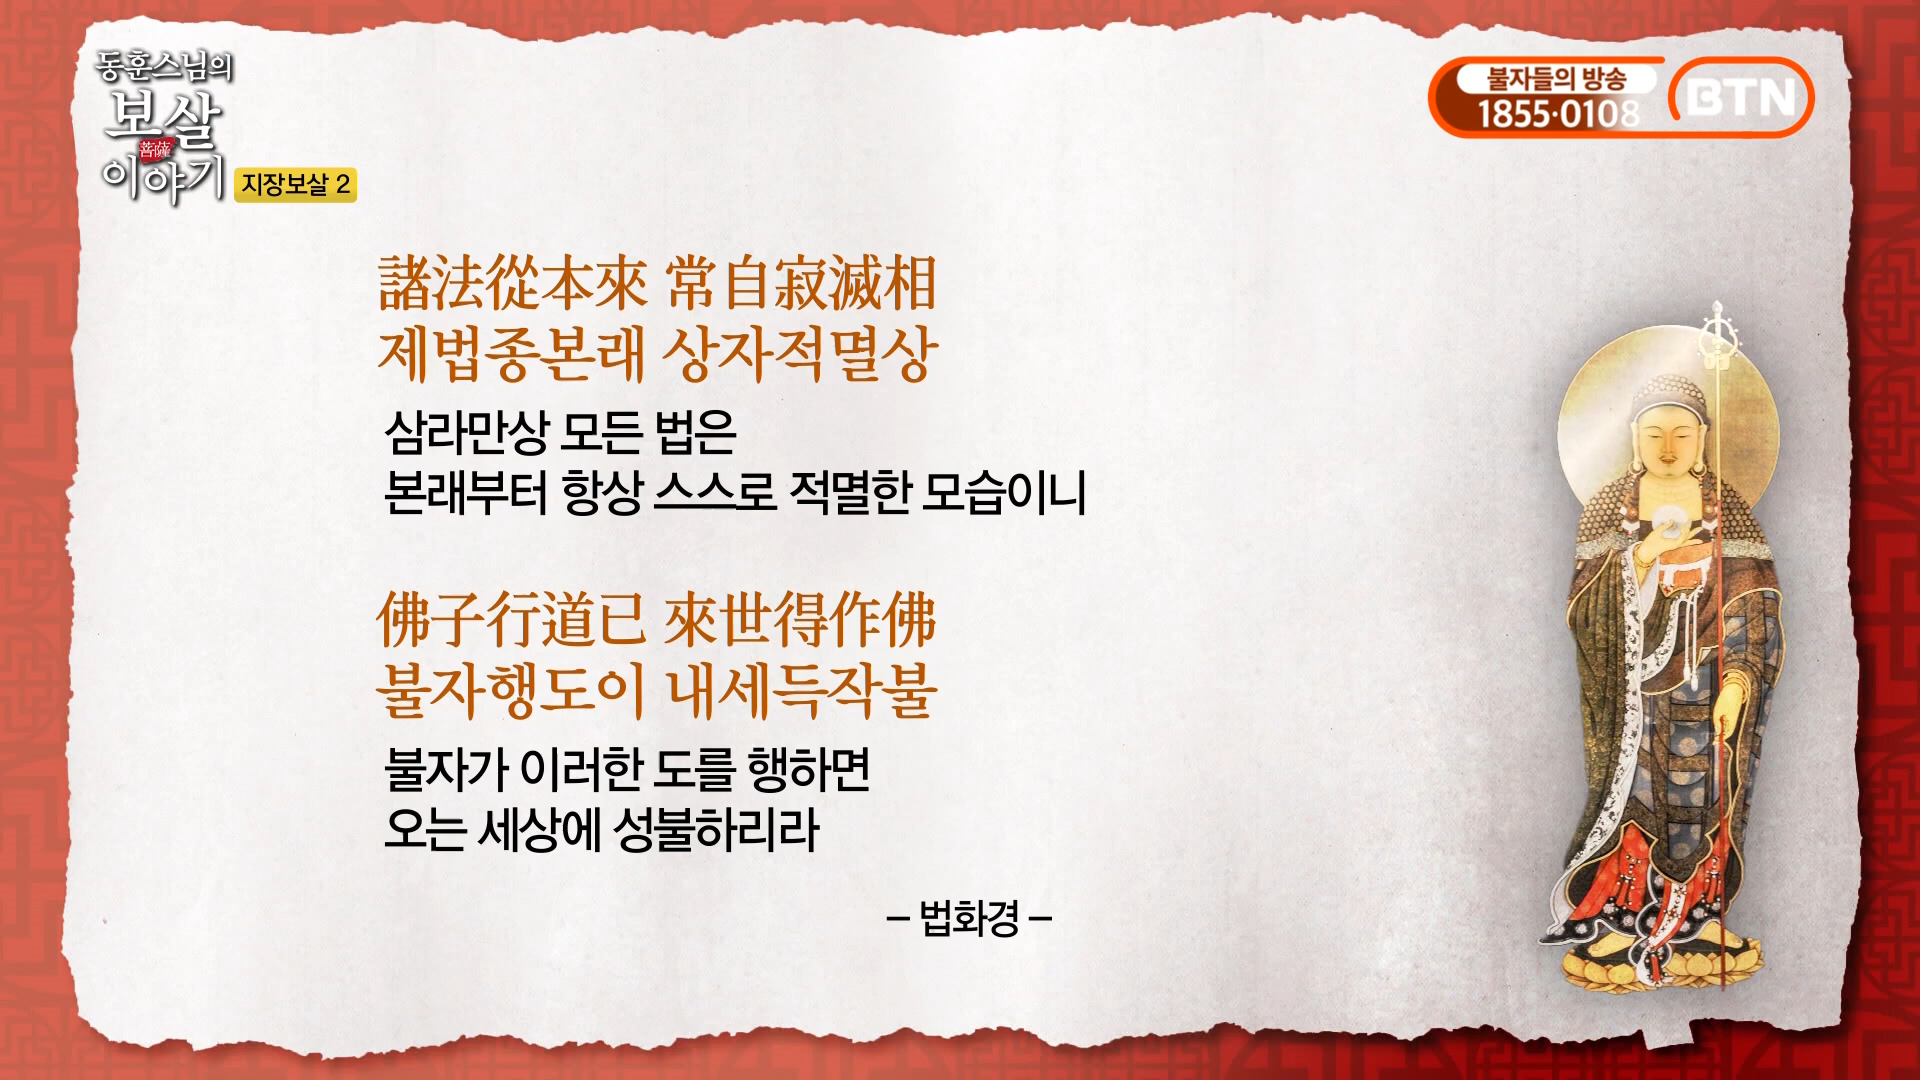 동훈스님의
보살
菩薩
이야기
지장보살 2
불자들의 방송
1855·0108
BTN
諸法從本來 常自寂滅相
제법종본래 상자적멸상
삼라만상 모든 법은
본래부터 항상 스스로 적멸한 모습이니
佛子行道已 來世得作佛
불자행도이 내세득작불
불자가 이러한 도를 행하면
오는 세상에 성불하리라
– 법화경 –